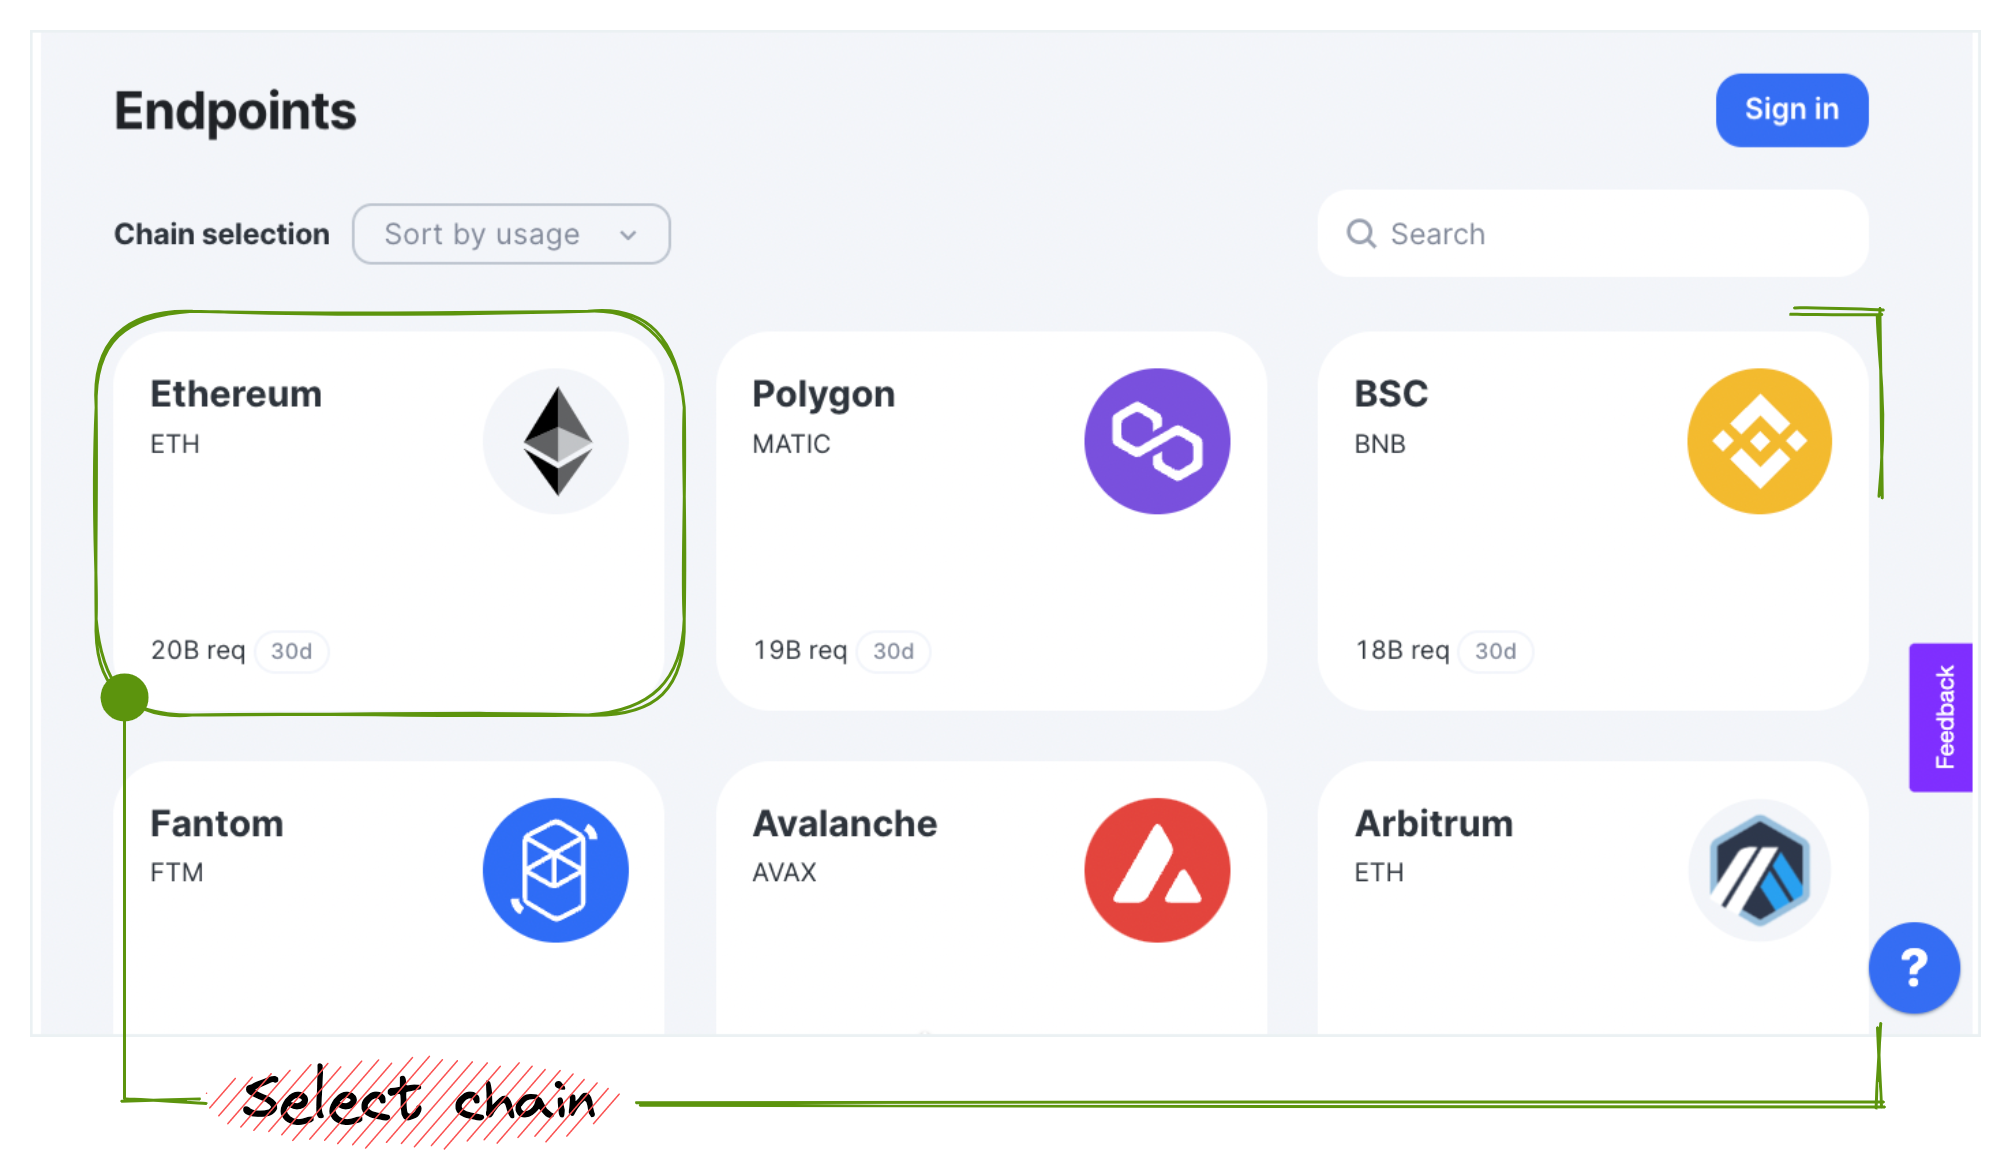 Endpoints
Sign in
Chain selection
Sort by usage
Search
Ethereum
ETH
20B req 30d
Polygon
MATIC
19B req 30d
BSC
BNB
18B req 30d
Feedback
Fantom
FTM
Avalanche
AVAX
Arbitrum
ETH
?
Select chain